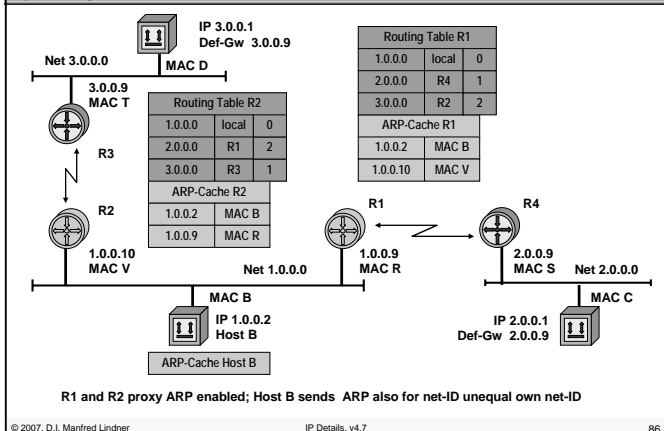 IP 3.0.0.1
Def-Gw 3.0.0.9
Net 3.0.0.0
MAC D
3.0.0.9
MAC T
R3
Routing Table R2
1.0.0.0 local 0
2.0.0.0 R1 2
3.0.0.0 R3 1
ARP-Cache R2
1.0.0.2 MAC B
1.0.0.9 MAC R
Routing Table R1
1.0.0.0 local 0
2.0.0.0 R4 1
3.0.0.0 R2 2
ARP-Cache R1
1.0.0.2 MAC B
1.0.0.10 MAC V
R2
1.0.0.10
MAC V
R1
1.0.0.9
MAC R
R4
2.0.0.9
MAC S
Net 1.0.0.0
Net 2.0.0.0
MAC B
IP 1.0.0.2
Host B
ARP-Cache Host B
MAC C
IP 2.0.0.1
Def-Gw 2.0.0.9
R1 and R2 proxy ARP enabled; Host B sends ARP also for net-ID unequal own net-ID
© 2007, D.I. Manfred Lindner
IP Details, v4.7
86